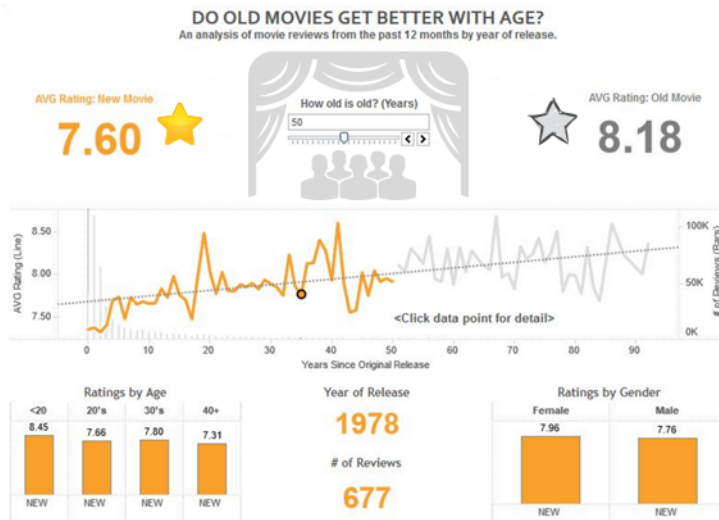 DO OLD MOVIES GET BETTER WITH AGE?
An analysis of movie reviews from the past 12 months by year of release.
AVG Rating: New Movie
7.60
How old is old? (Years)
50
AVG Rating: Old Movie
8.18
AVG Rating (Line)
8.50
8.00
7.50
100K
50K
0K
# of Reviews (Bars)
<Click data point for detail>
0 10 20 30 40 50 60 70 80 90
Years Since Original Release
Ratings by Age
<20 20's 30's 40+
8.45 7.66 7.80 7.31
NEW NEW NEW NEW
Year of Release
1978
# of Reviews
677
Ratings by Gender
Female Male
7.96 7.76
NEW NEW